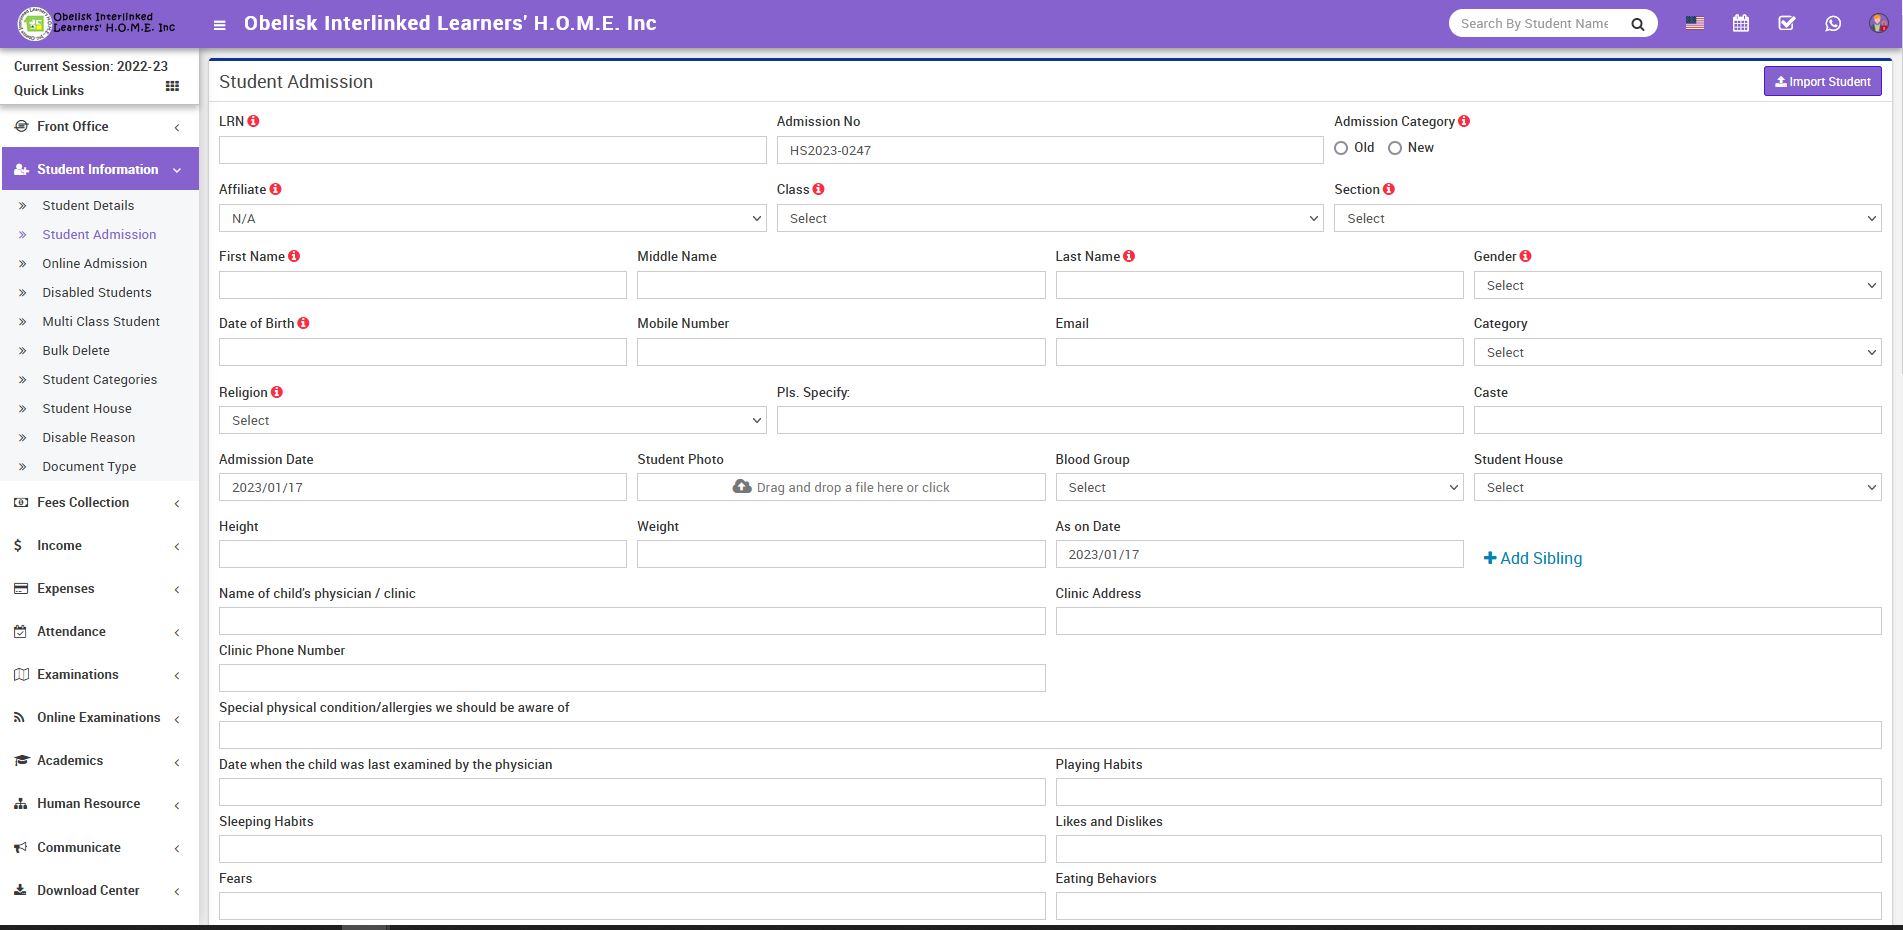 Obelisk Interlinked
Learners' H.O.M.E. Inc
Obelisk Interlinked Learners' H.O.M.E. Inc
Search By Student Name
Current Session: 2022-23
Quick Links
Front Office
Student Information
Student Details
Student Admission
Online Admission
Disabled Students
Multi Class Student
Bulk Delete
Student Categories
Student House
Disable Reason
Document Type
Fees Collection
Income
Expenses
Attendance
Examinations
Online Examinations
Academics
Human Resource
Communicate
Download Center
Student Admission
Import Student
LRN
Admission No
Admission Category
HS2023-0247
Old New
Affiliate
Class
Section
N/A
Select
Select
First Name
Middle Name
Last Name
Gender
Select
Date of Birth
Mobile Number
Email
Category
Select
Religion
Pls. Specify:
Caste
Select
Admission Date
Student Photo
Blood Group
Student House
2023/01/17
Drag and drop a file here or click
Select
Select
Height
Weight
As on Date
2023/01/17
Add Sibling
Name of child's physician / clinic
Clinic Address
Clinic Phone Number
Special physical condition/allergies we should be aware of
Date when the child was last examined by the physician
Playing Habits
Sleeping Habits
Likes and Dislikes
Fears
Eating Behaviors